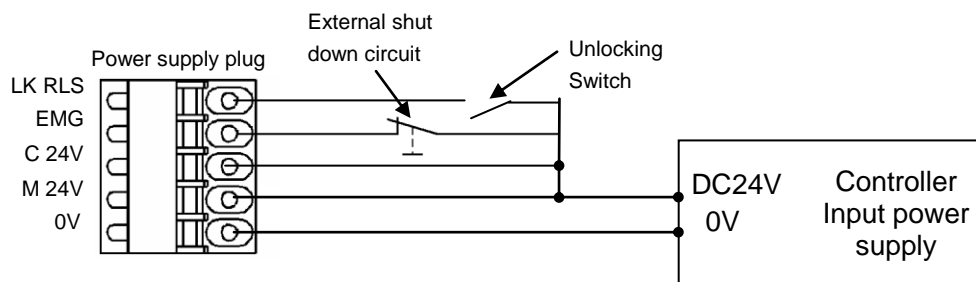 External shut
down circuit
Unlocking
Switch
Power supply plug
LK RLS
EMG
C 24V
M 24V
0V
DC24V
0V
Controller
Input power
supply